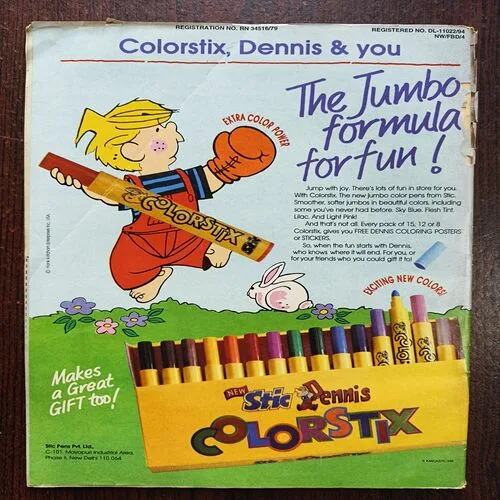 REGISTRATION NO. RN 34516/79
REGISTERED NO. DL-11022/94
NW/FBD/4
Colorstix, Dennis & you
The Jumbo
formula
for fun!
EXTRA COLOR POWER
COLORSTIX
Jump with joy. There's lots of fun in store for you.
With Colorstix. The new jumbo color pens from Stic.
Smoother, softer jumbos in beautiful colors, including
some you've never had before. Sky Blue. Flesh Tint.
Lilac. And Light Pink!
And that's not all. Every pack of 15, 12 or 8
Colorstix, gives you FREE DENNIS COLORING POSTERS
or STICKERS.
So, when the fun starts with Dennis,
who knows where it will end. For you, or
for your friends who you could gift it to!
EXCITING NEW COLORS!
Makes
a Great
GIFT too!
NEW Stic Dennis
COLORSTIX
Stic Pens Pvt. Ltd.,
C-101, Mayapuri Industrial Area,
Phase II, New Delhi 110 064